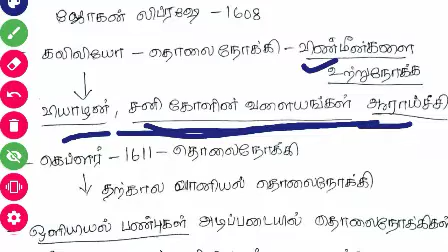 ஜோகன் லிப்ரஷே - 1608
கலிலியோ - தொலைநோக்கி - விண்மீன்களை
உற்றுநோக்க
வியாழன், சனி கோளின் வளையங்கள் ஆராய்ச்சி
கெப்ளர் - 1611 - தொலைநோக்கி
தற்கால வானியல் தொலைநோக்கி
ஒளியியல் பண்புகள் அடிப்படையில் தொலைநோக்கிகள்